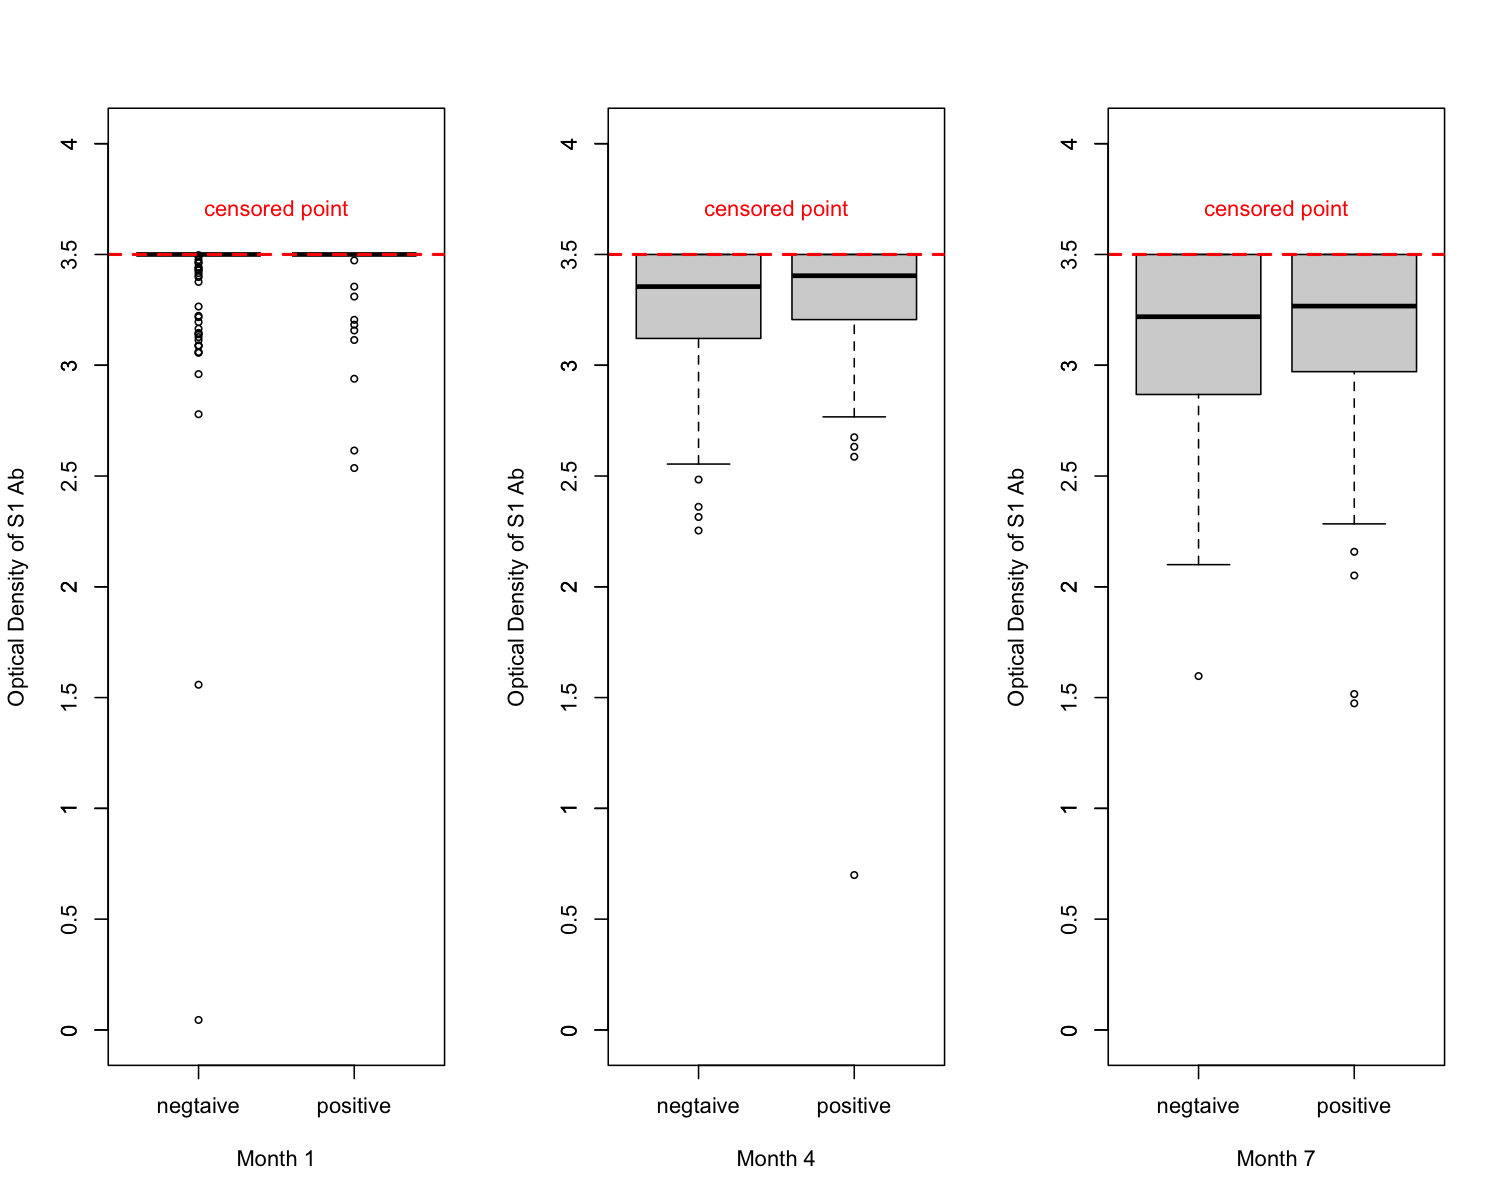 Optical Density of S1 Ab
4
3.5
3
2.5
2
1.5
1
0.5
0
censored point
negtaive
positive
Month 1
Optical Density of S1 Ab
4
3.5
3
2.5
2
1.5
1
0.5
0
censored point
negtaive
positive
Month 4
Optical Density of S1 Ab
4
3.5
3
2.5
2
1.5
1
0.5
0
censored point
negtaive
positive
Month 7